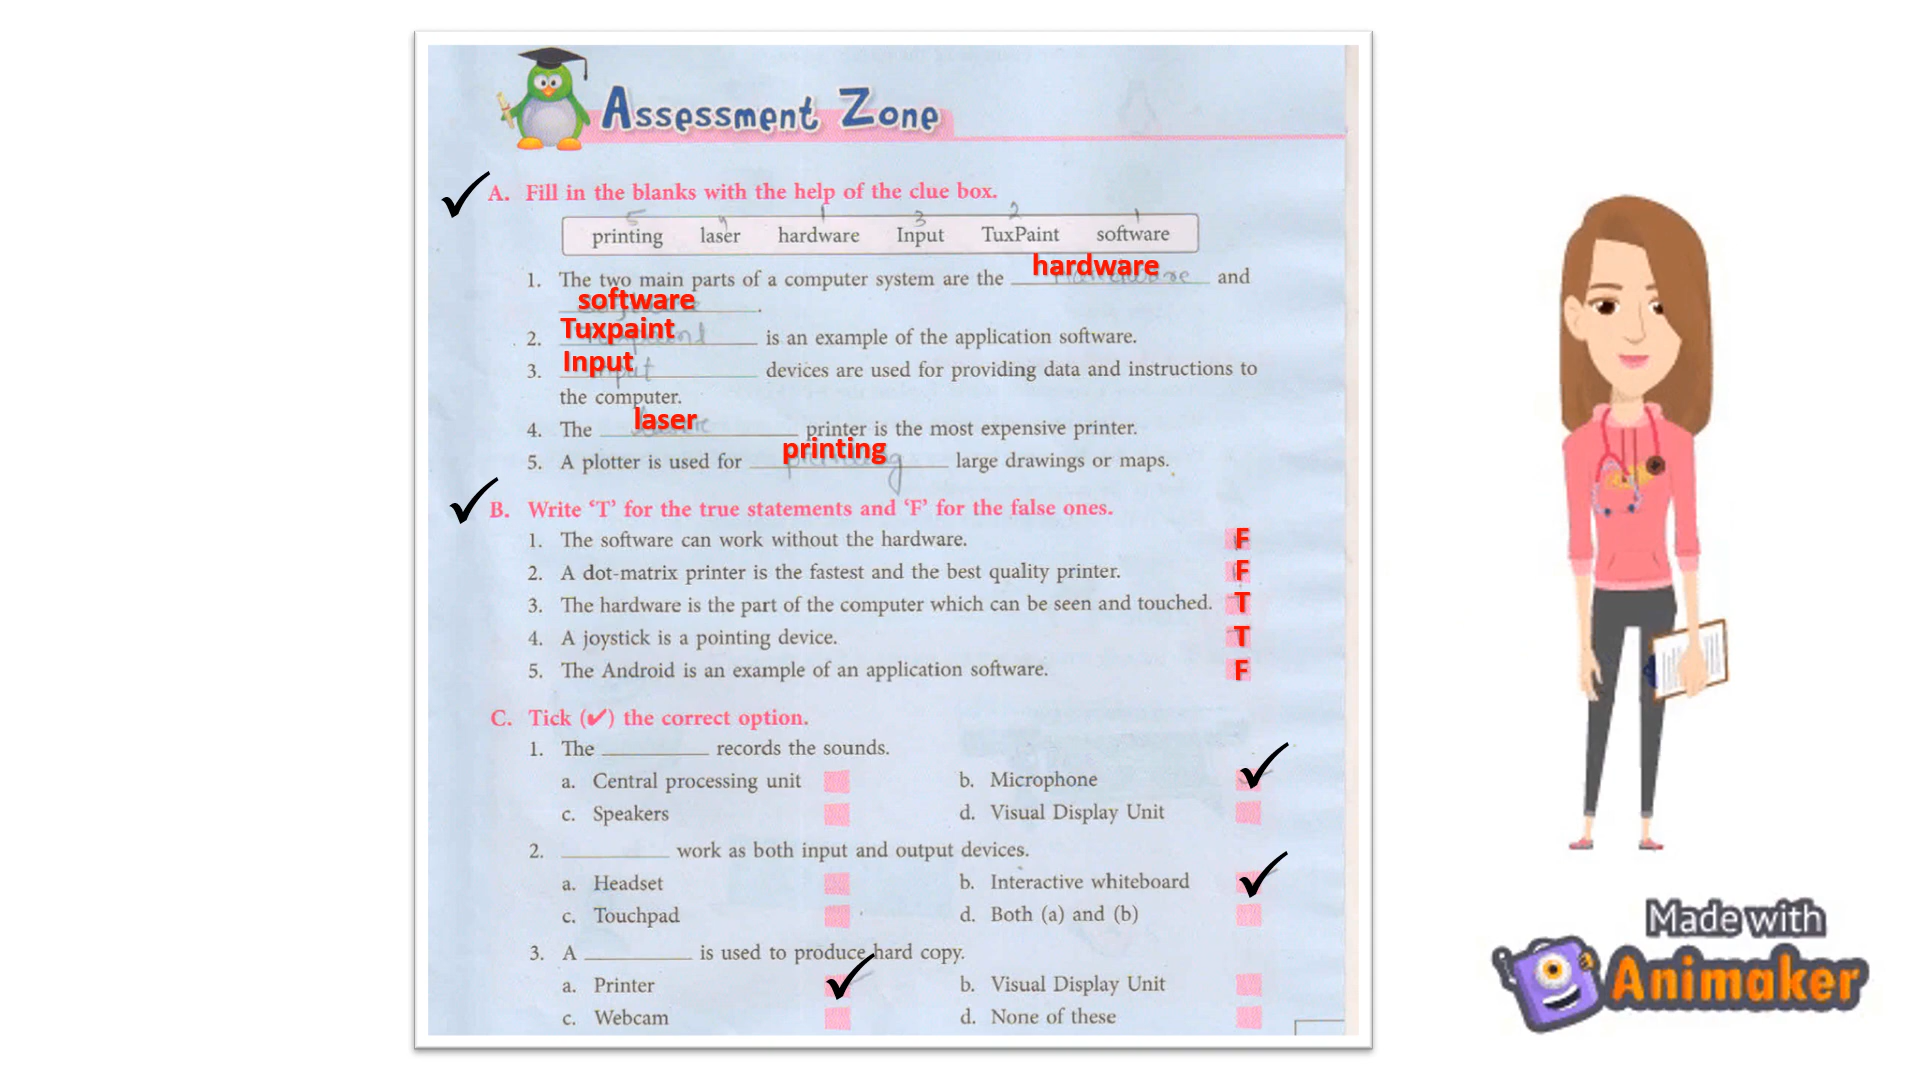 Assessment Zone
A. Fill in the blanks with the help of the clue box.
5 4 1 3 2 1
printing laser hardware Input TuxPaint software
1. The two main parts of a computer system are the hardware and
software.
2. Tuxpaint is an example of the application software.
3. Input devices are used for providing data and instructions to
the computer.
4. The laser printer is the most expensive printer.
5. A plotter is used for printing large drawings or maps.
B. Write ‘T’ for the true statements and ‘F’ for the false ones.
1. The software can work without the hardware. F
2. A dot-matrix printer is the fastest and the best quality printer. F
3. The hardware is the part of the computer which can be seen and touched. T
4. A joystick is a pointing device. T
5. The Android is an example of an application software. F
C. Tick (✔) the correct option.
1. The ________ records the sounds.
a. Central processing unit b. Microphone ✓
c. Speakers d. Visual Display Unit
2. ________ work as both input and output devices.
a. Headset b. Interactive whiteboard ✓
c. Touchpad d. Both (a) and (b)
3. A ________ is used to produce hard copy.
a. Printer ✓ b. Visual Display Unit
c. Webcam d. None of these
Made with
Animaker